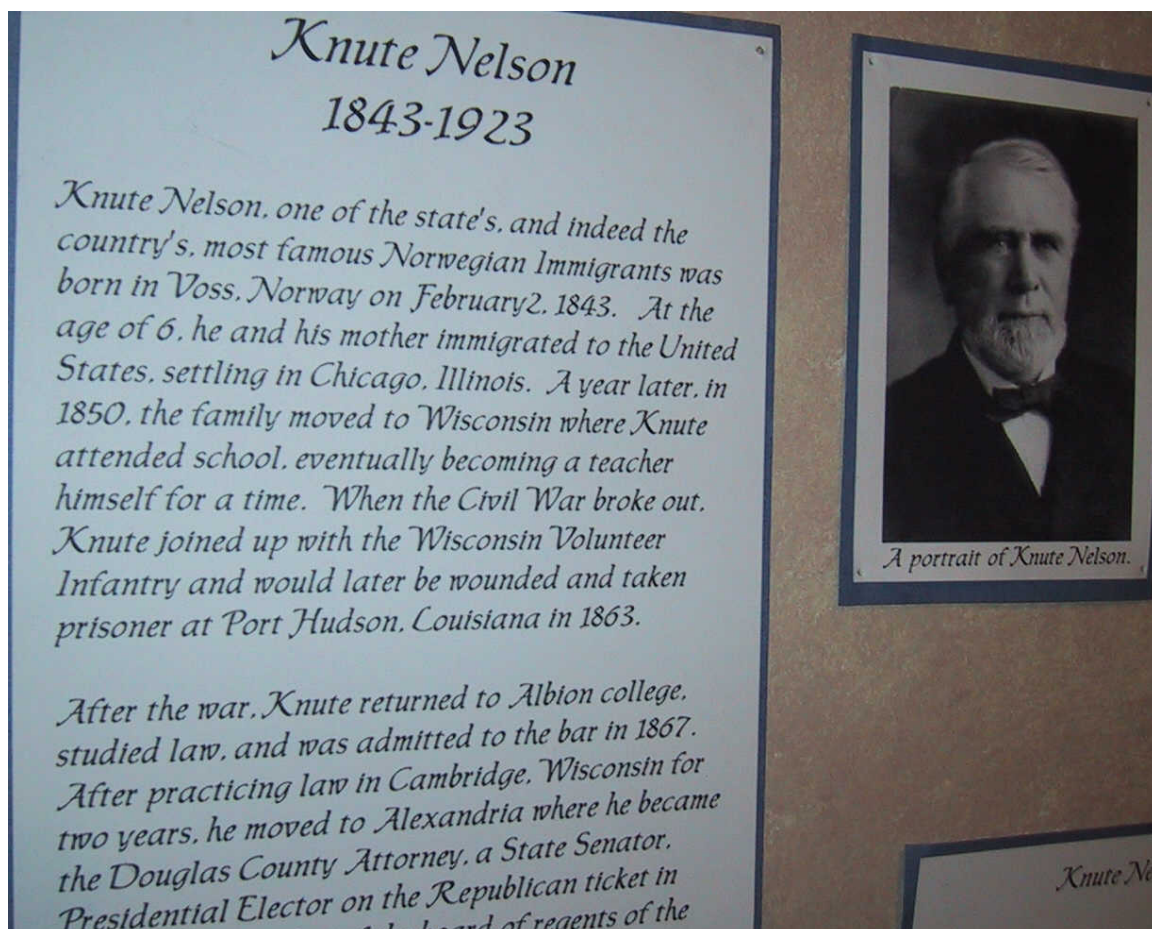 Knute Nelson
1843-1923
Knute Nelson, one of the state's, and indeed the
country's, most famous Norwegian Immigrants was
born in Voss, Norway on February2, 1843. At the
age of 6, he and his mother immigrated to the United
States, settling in Chicago, Illinois. A year later, in
1850, the family moved to Wisconsin where Knute
attended school, eventually becoming a teacher
himself for a time. When the Civil War broke out,
Knute joined up with the Wisconsin Volunteer
Infantry and would later be wounded and taken
prisoner at Port Hudson, Louisiana in 1863.
After the war, Knute returned to Albion college,
studied law, and was admitted to the bar in 1867.
After practicing law in Cambridge, Wisconsin for
two years, he moved to Alexandria where he became
the Douglas County Attorney, a State Senator,
Presidential Elector on the Republican ticket in
board of regents of the
A portrait of Knute Nelson.
Knute